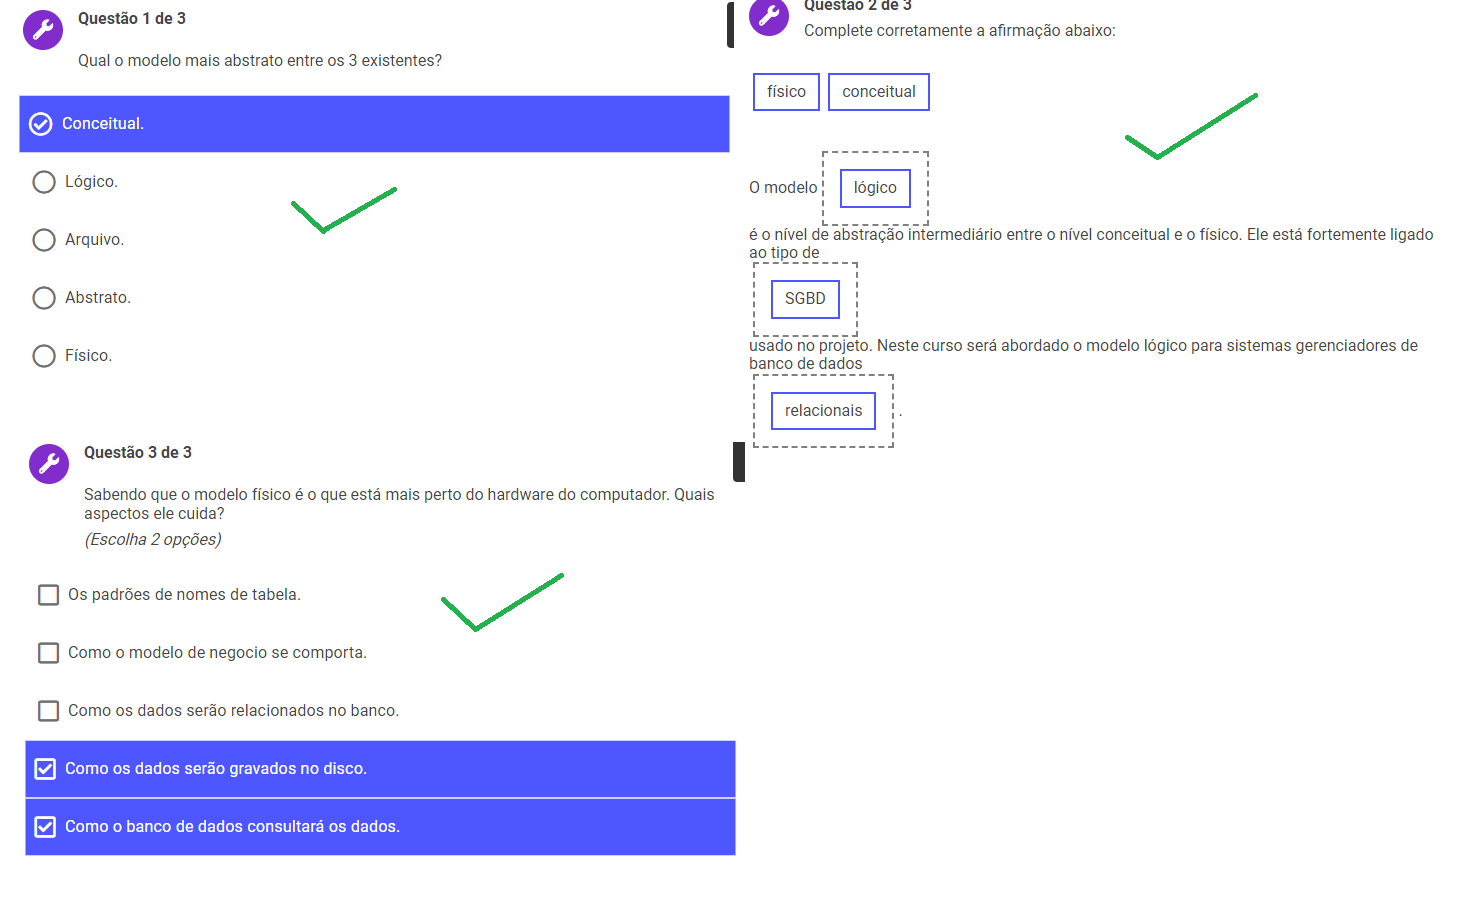 Questão 1 de 3
Qual o modelo mais abstrato entre os 3 existentes?
Conceitual.
Lógico.
Arquivo.
Abstrato.
Físico.
Questão 2 de 3
Complete corretamente a afirmação abaixo:
físico conceitual
O modelo lógico
é o nível de abstração intermediário entre o nível conceitual e o físico. Ele está fortemente ligado
ao tipo de
SGBD
usado no projeto. Neste curso será abordado o modelo lógico para sistemas gerenciadores de
banco de dados
relacionais .
Questão 3 de 3
Sabendo que o modelo físico é o que está mais perto do hardware do computador. Quais
aspectos ele cuida?
(Escolha 2 opções)
Os padrões de nomes de tabela.
Como o modelo de negocio se comporta.
Como os dados serão relacionados no banco.
Como os dados serão gravados no disco.
Como o banco de dados consultará os dados.